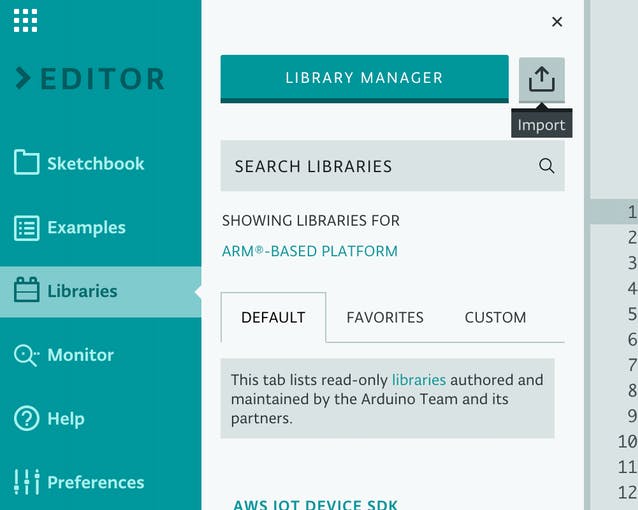 EDITOR
Sketchbook
Examples
Libraries
Monitor
Help
Preferences
LIBRARY MANAGER
Import
SEARCH LIBRARIES
SHOWING LIBRARIES FOR
ARM®-BASED PLATFORM
DEFAULT FAVORITES CUSTOM
This tab lists read-only libraries authored and
maintained by the Arduino Team and its
partners.
AWS IOT DEVICE SDK
1
2
3
4
5
6
7
8
9
10
11
12